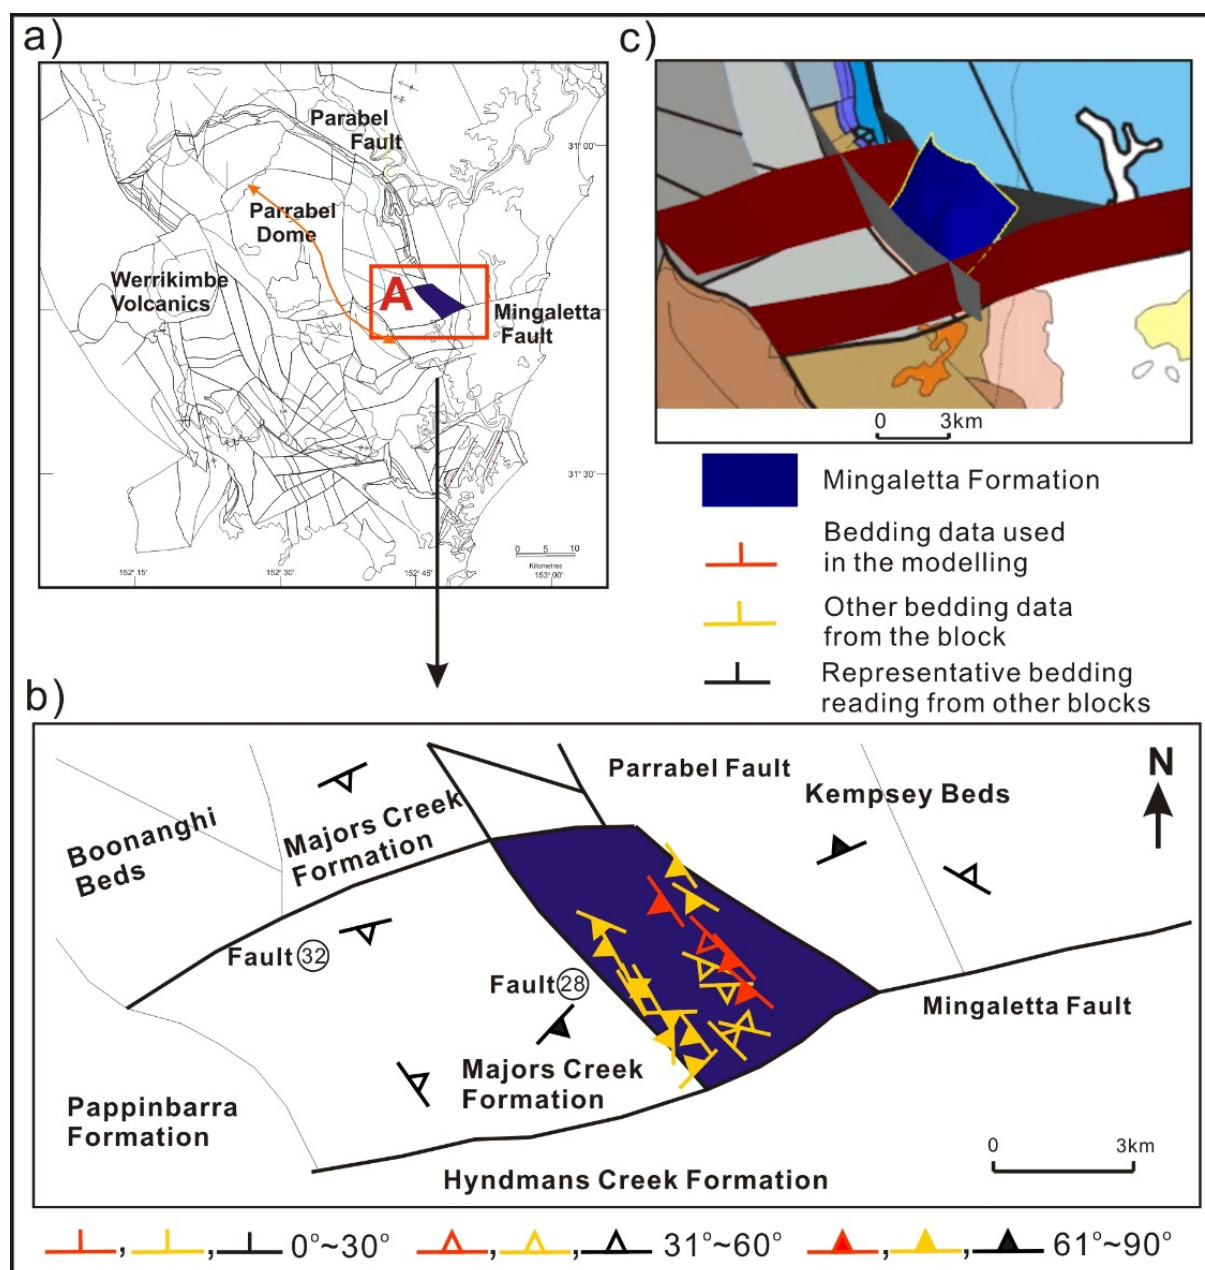 a)
Parabel
Fault
31° 00'
Parrabel
Dome
Werrikimbe
Volcanics
A
Mingaletta
Fault
31° 30'
0 5 10
Kilometres
152° 15' 152° 30' 152° 45' 153° 00'
c)
0 3km
Mingaletta Formation
Bedding data used
in the modelling
Other bedding data
from the block
Representative bedding
reading from other blocks
b)
Parrabel Fault
N
Kempsey Beds
Boonanghi
Beds
Majors Creek
Formation
Fault 32
Fault 28
Mingaletta Fault
Majors Creek
Formation
Pappinbarra
Formation
0 3km
Hyndmans Creek Formation
, , 0°~30° , , 31°~60° , , 61°~90°